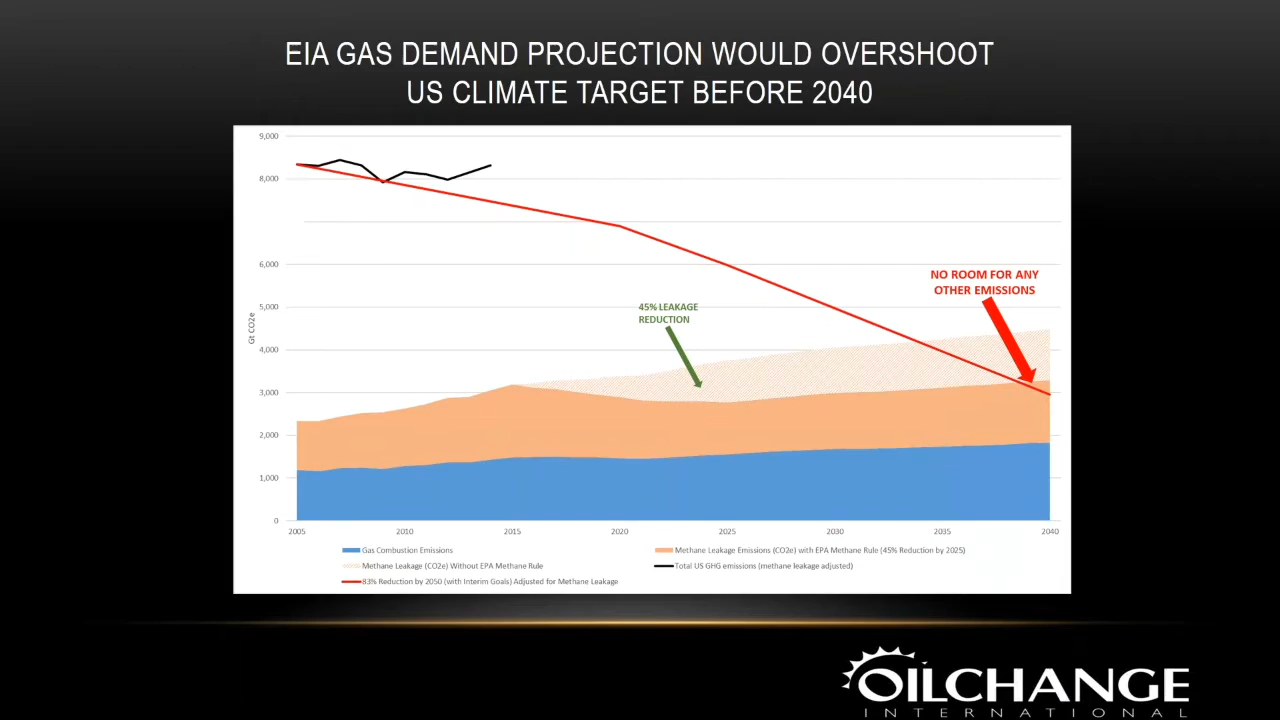 EIA GAS DEMAND PROJECTION WOULD OVERSHOOT
US CLIMATE TARGET BEFORE 2040
9,000
8,000
6,000
5,000
4,000
3,000
2,000
1,000
0
Gt CO2e
NO ROOM FOR ANY
OTHER EMISSIONS
45% LEAKAGE
REDUCTION
2005 2010 2015 2020 2025 2030 2035 2040
Gas Combustion Emissions
Methane Leakage Emissions (CO2e) with EPA Methane Rule (45% Reduction by 2025)
Methane Leakage (CO2e) Without EPA Methane Rule
Total US GHG emissions (methane leakage adjusted)
83% Reduction by 2050 (with Interim Goals) Adjusted for Methane Leakage
OILCHANGE
INTERNATIONAL